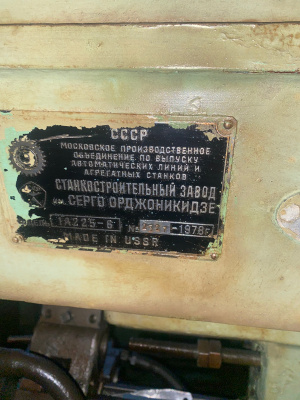 СССР
МОСКОВСКОЕ ПРОИЗВОДСТВЕННОЕ
ОБЪЕДИНЕНИЕ ПО ВЫПУСКУ
АВТОМАТИЧЕСКИХ ЛИНИЙ И
АГРЕГАТНЫХ СТАНКОВ
СТАНКОСТРОИТЕЛЬНЫЙ ЗАВОД
ИМ. СЕРГО ОРДЖОНИКИДЗЕ
1А225-6 № -1978г.
MADE IN USSR